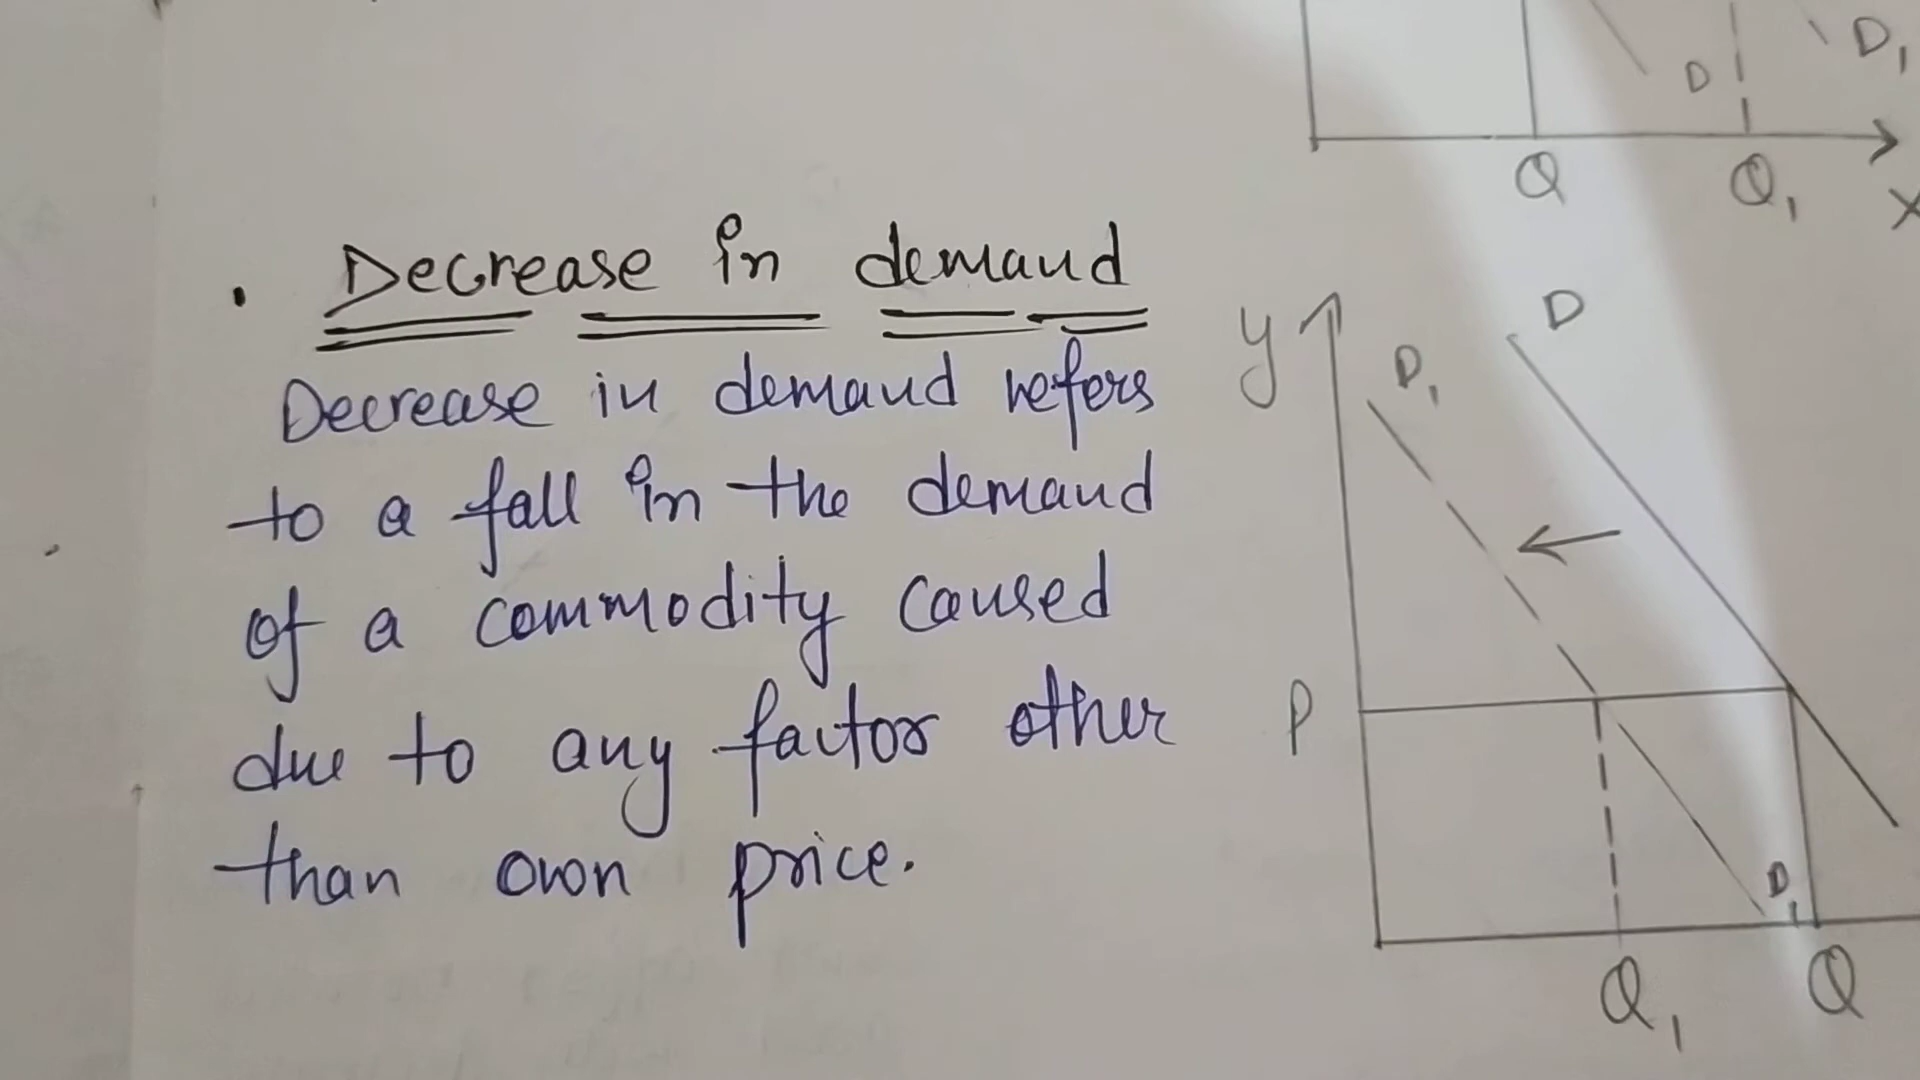 D D₁
Q Q₁ X
. Decrease in demand
Decrease in demand refers
to a fall in the demand
of a commodity caused
due to any factor other
than own price.
y D₁ D
P
D₁
Q₁ Q